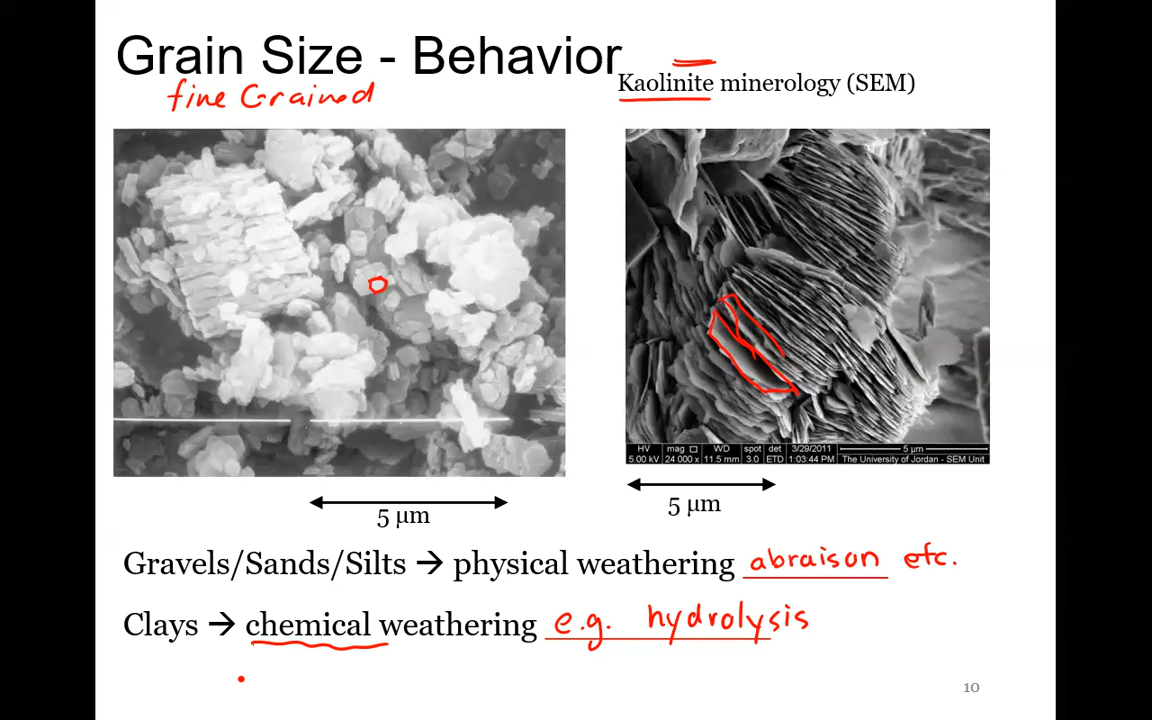 Grain Size - Behavior
fine Grained
Kaolinite minerology (SEM)
HV mag □ WD spot det 3/29/2011 5 µm
5.00 kV 24 000 x 11.5 mm 3.0 ETD 1:03:44 PM The University of Jordan - SEM Unit
5 µm
5 µm
Gravels/Sands/Silts → physical weathering abraison etc.
Clays → chemical weathering e.g. hydrolysis
10